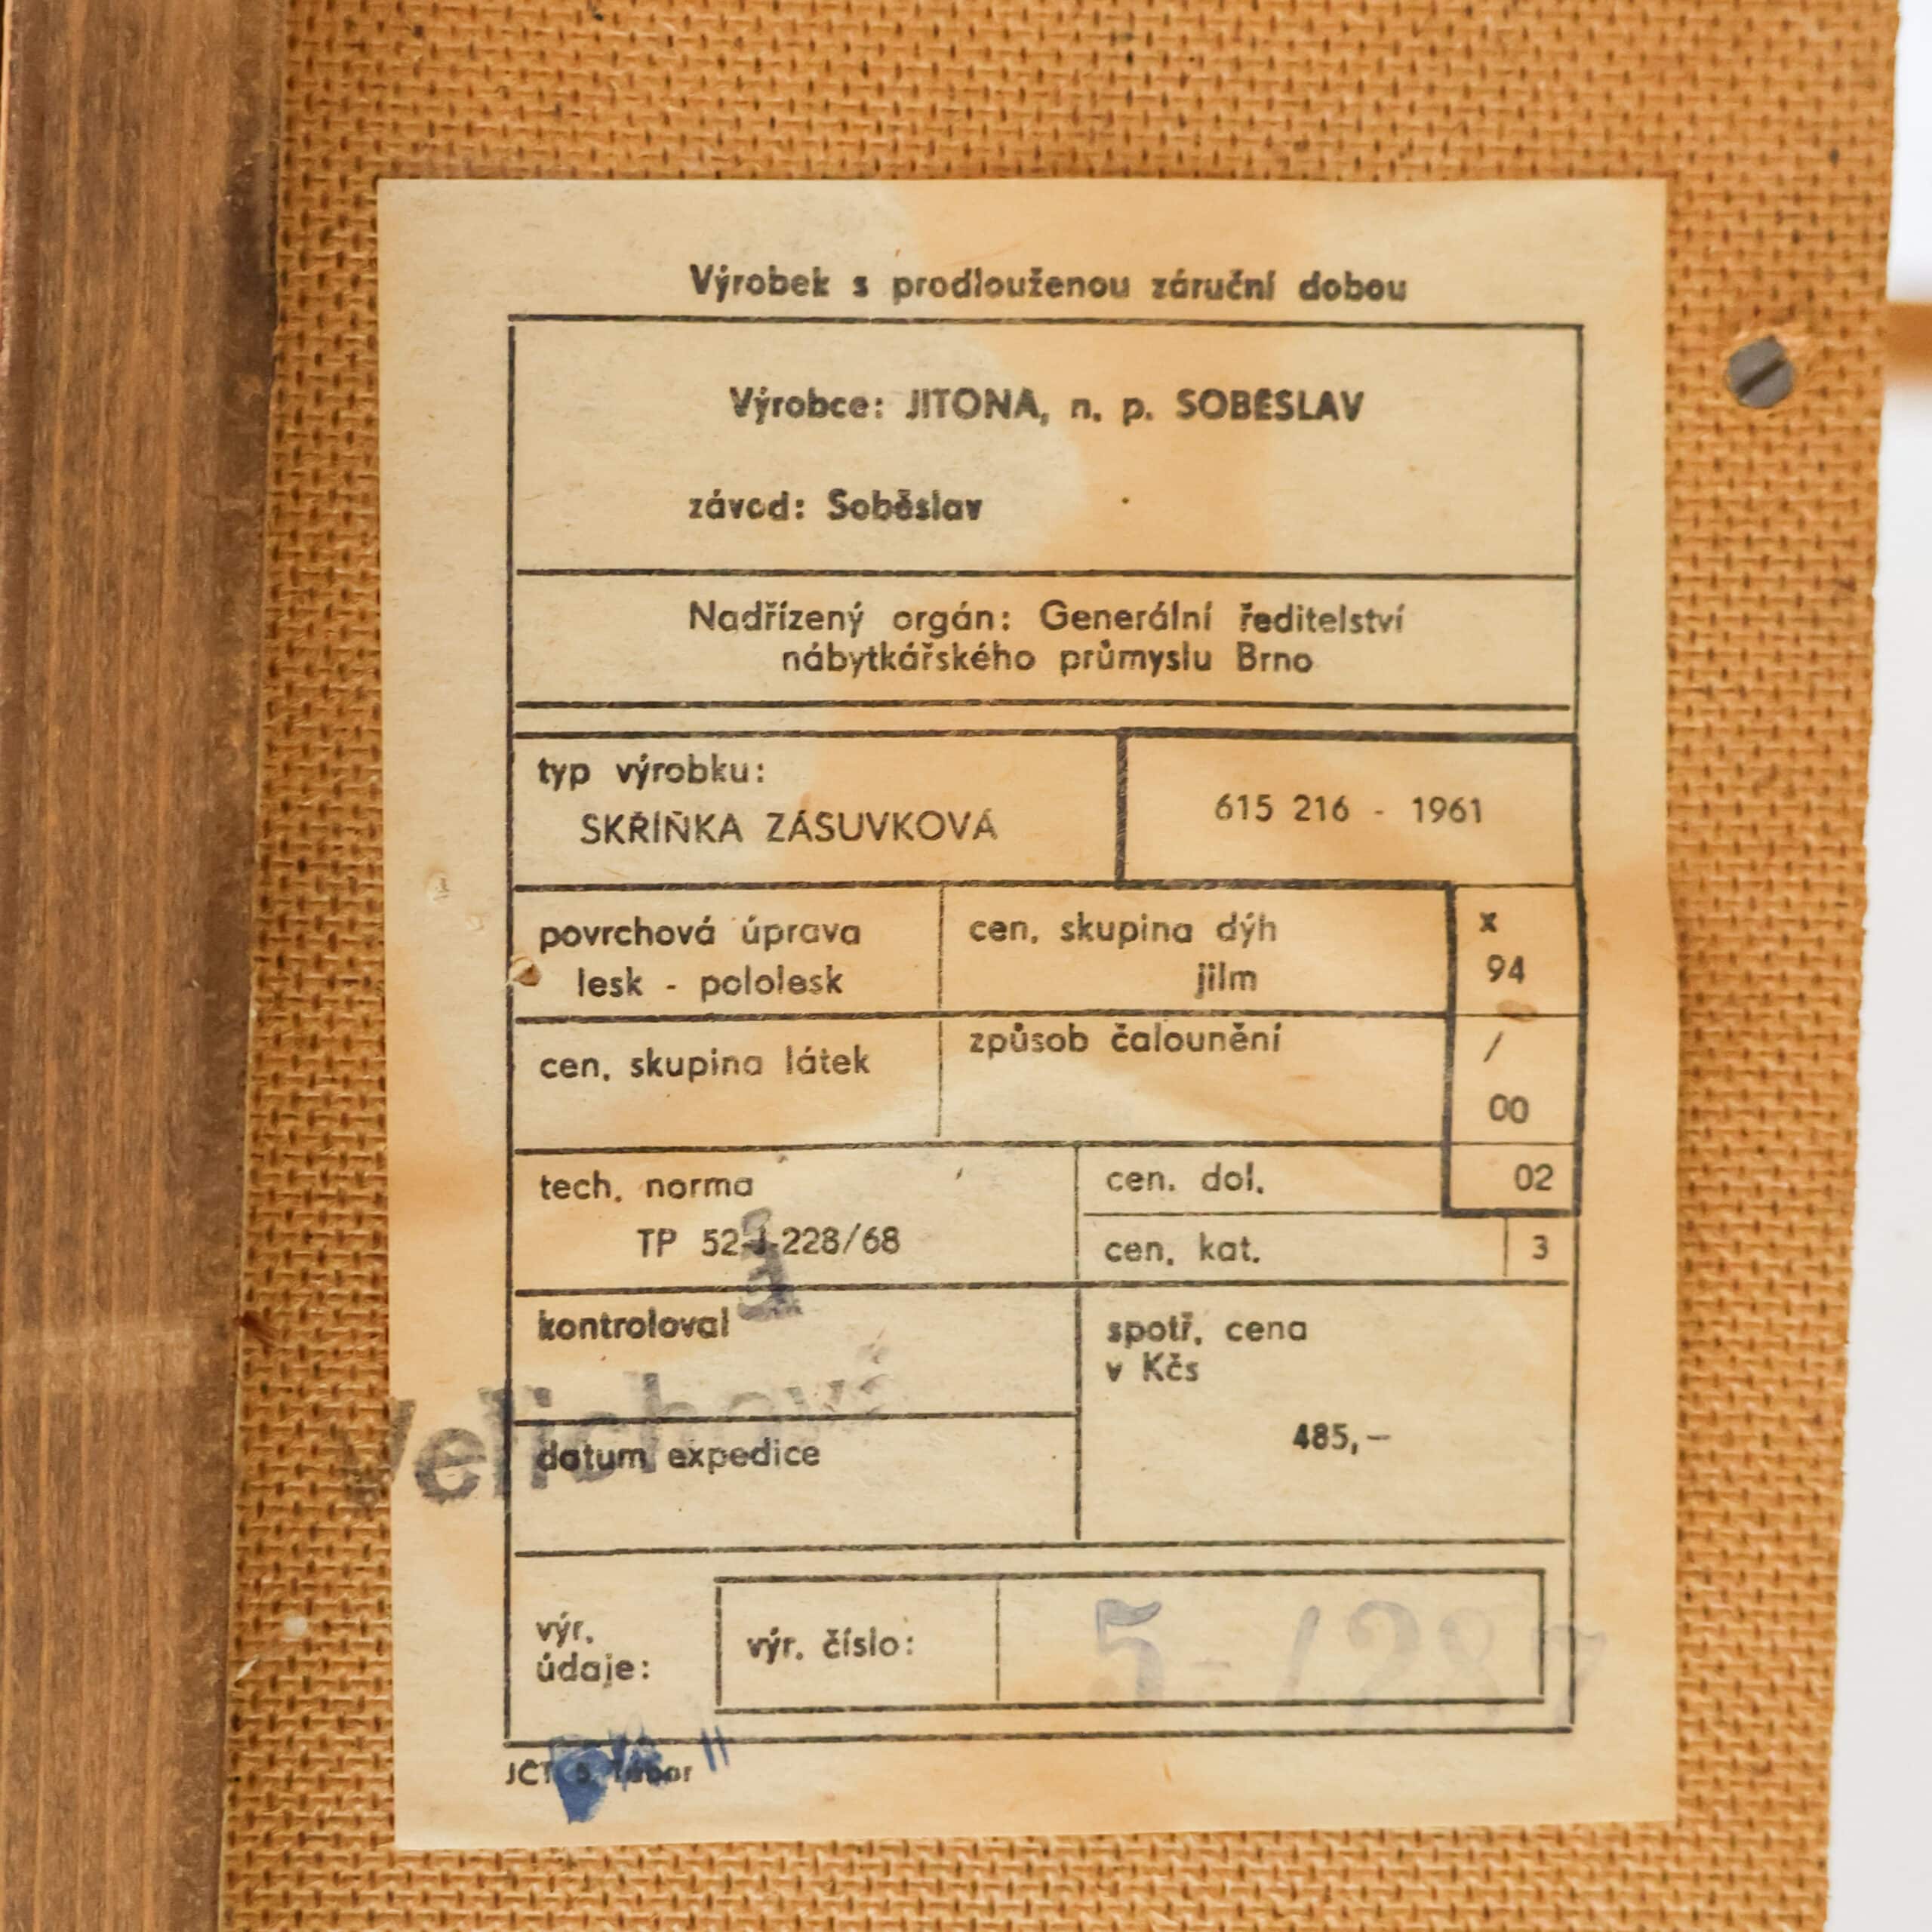 Výrobek s prodlouženou záruční dobou
Výrobce: JITONA, n. p. SOBĚSLAV
závod: Soběslav
Nadřízený orgán: Generální ředitelství
nábytkářského průmyslu Brno
typ výrobku:
SKŘÍŇKA ZÁSUVKOVÁ
615 216 - 1961
povrchová úprava
lesk - pololesk
cen. skupina dýh
jilm
x
94
cen. skupina látek
způsob čalounění
/
00
tech. norma
TP 228/68
cen. dol.
02
cen. kat.
3
kontroloval
Velichová
datum expedice
spotř. cena
v Kčs
485,—
výr.
údaje:
výr. číslo:
JČT Tábor